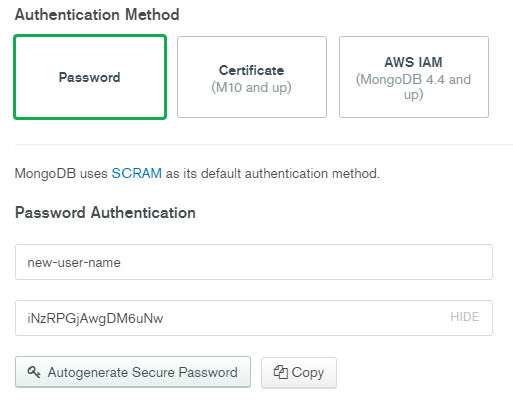 Authentication Method
Password
Certificate
(M10 and up)
AWS IAM
(MongoDB 4.4 and
up)
MongoDB uses SCRAM as its default authentication method.
Password Authentication
new-user-name
iNzRPGjAwgDM6uNw
HIDE
Autogenerate Secure Password
Copy